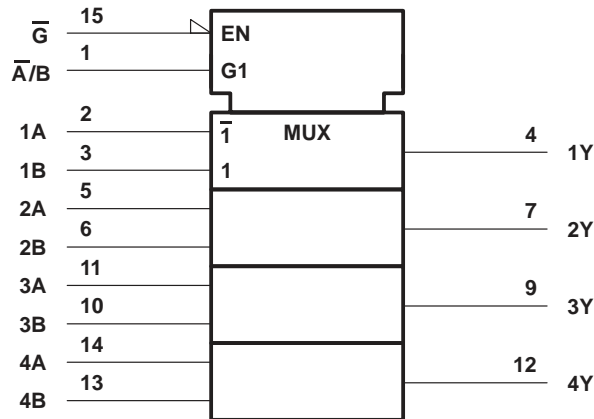 G̅ 15 EN
A̅/B 1 G1
MUX
1A 2 1̅
1B 3 1
4 1Y
2A 5
2B 6
7 2Y
3A 11
3B 10
9 3Y
4A 14
4B 13
12 4Y